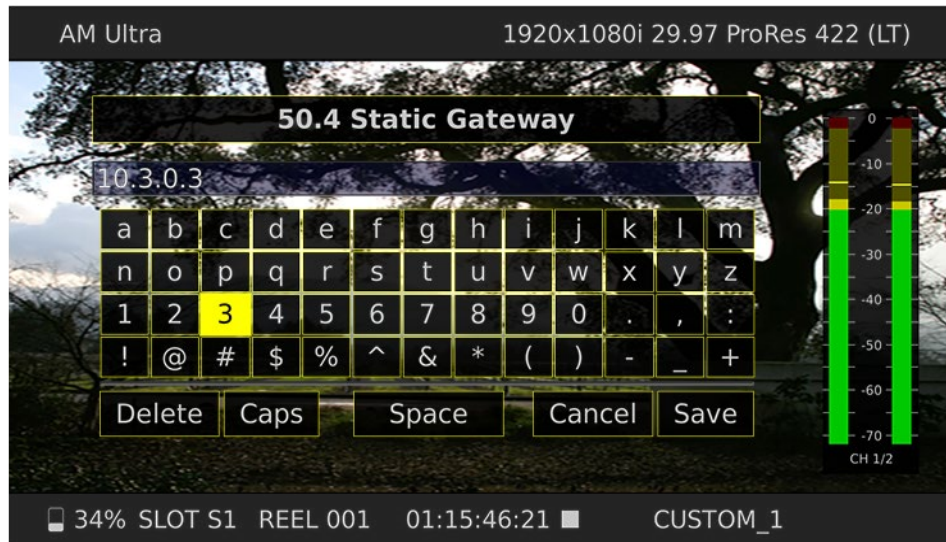 AM Ultra 1920x1080i 29.97 ProRes 422 (LT)
50.4 Static Gateway
10.3.0.3
a b c d e f g h i j k l m
n o p q r s t u v w x y z
1 2 3 4 5 6 7 8 9 0 . , :
! @ # $ % ^ & * ( ) - _ +
Delete Caps Space Cancel Save
0
-10
-20
-30
-40
-50
-60
-70
CH 1/2
34% SLOT S1 REEL 001 01:15:46:21 CUSTOM_1